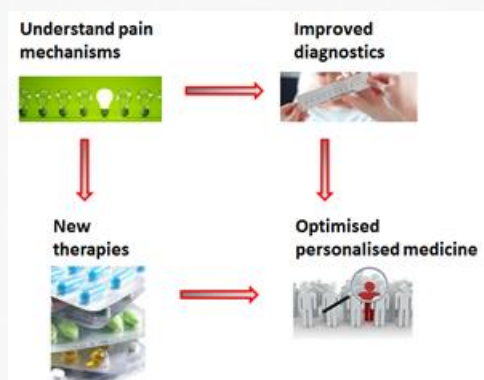 Understand pain
mechanisms
Improved
diagnostics
New
therapies
Optimised
personalised medicine